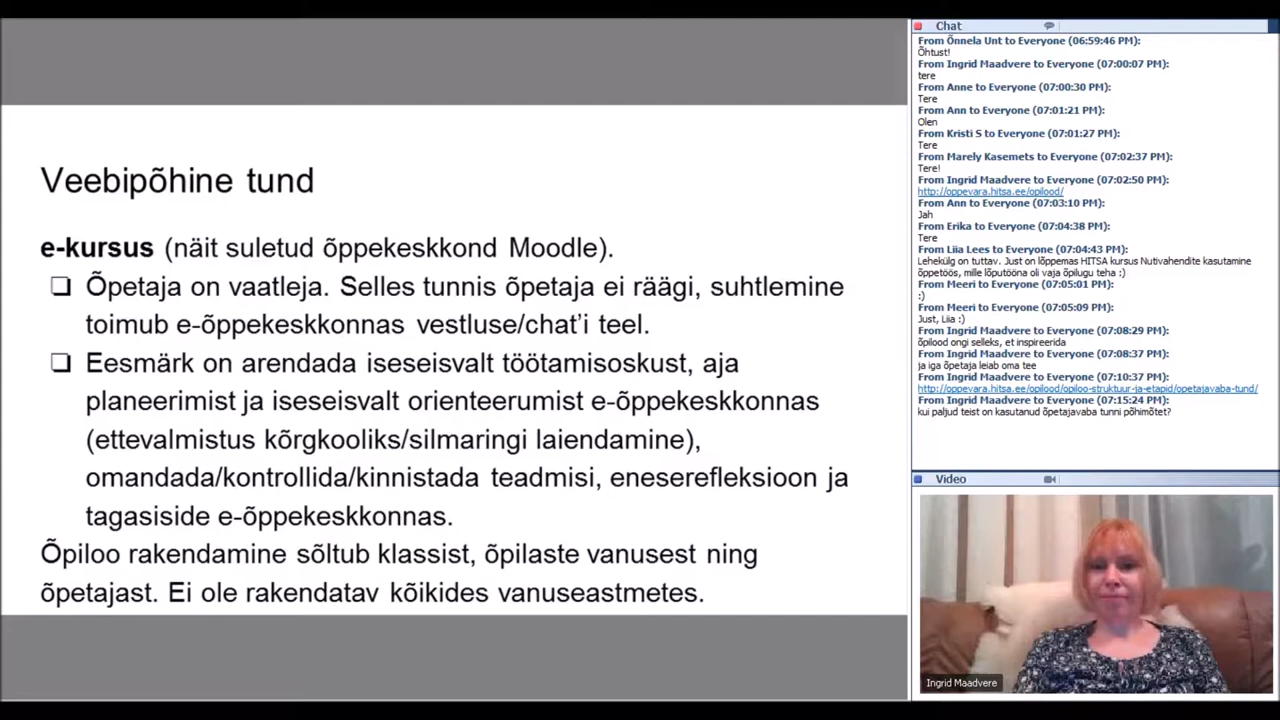 Veebipõhine tund
e-kursus (näit suletud õppekeskkond Moodle).
❏ Õpetaja on vaatleja. Selles tunnis õpetaja ei räägi, suhtlemine
toimub e-õppekeskkonnas vestluse/chat’i teel.
❏ Eesmärk on arendada iseseisvalt töötamisoskust, aja
planeerimist ja iseseisvalt orienteerumist e-õppekeskkonnas
(ettevalmistus kõrgkooliks/silmaringi laiendamine),
omandada/kontrollida/kinnistada teadmisi, eneserefleksioon ja
tagasiside e-õppekeskkonnas.
Õpiloo rakendamine sõltub klassist, õpilaste vanusest ning
õpetajast. Ei ole rakendatav kõikides vanuseastmetes.
Chat
From Õnnela Unt to Everyone (06:59:46 PM):
Õhtust!
From Ingrid Maadvere to Everyone (07:00:07 PM):
tere
From Anne to Everyone (07:00:30 PM):
Tere
From Ann to Everyone (07:01:21 PM):
Olen
From Kristi S to Everyone (07:01:27 PM):
Tere
From Marely Kasemets to Everyone (07:02:37 PM):
Tere!
From Ingrid Maadvere to Everyone (07:02:50 PM):
http://oppevara.hitsa.ee/opilood/
From Ann to Everyone (07:03:10 PM):
Jah
From Erika to Everyone (07:04:38 PM):
Tere
From Liia Lees to Everyone (07:04:43 PM):
Lehekülg on tuttav. Just on lõppemas HITSA kursus Nutivahendite kasutamine
õppetöös, mille lõputööna oli vaja õpilugu teha :)
From Meeri to Everyone (07:05:01 PM):
:)
From Meeri to Everyone (07:05:09 PM):
Just, Liia :)
From Ingrid Maadvere to Everyone (07:08:29 PM):
õpilood ongi selleks, et inspireerida
From Ingrid Maadvere to Everyone (07:08:37 PM):
ja iga õpetaja leiab oma tee
From Ingrid Maadvere to Everyone (07:10:37 PM):
http://oppevara.hitsa.ee/opilood/opiloo-struktuur-ja-etapid/opetajavaba-tund/
From Ingrid Maadvere to Everyone (07:15:24 PM):
kui paljud teist on kasutanud õpetajavaba tunni põhimõtet?
Video
Ingrid Maadvere